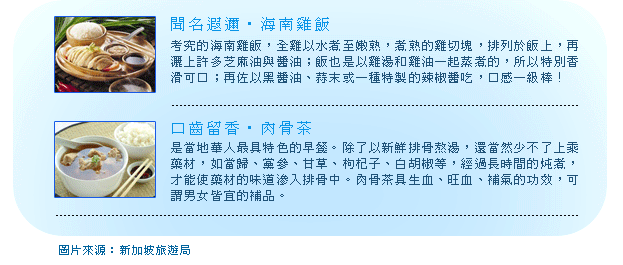 聞名遐邇‧海南雞飯
考究的海南雞飯，全雞以水煮至嫩熟，煮熟的雞切塊，排列於飯上，再
灑上許多芝麻油與醬油；飯也是以雞湯和雞油一起蒸煮的，所以特別香
滑可口；再佐以黑醬油、蒜末或一種特製的辣椒醬吃，口感一級棒！
口齒留香‧肉骨茶
是當地華人最具特色的早餐。除了以新鮮排骨熬湯，還當然少不了上乘
藥材，如當歸、黨參、甘草、枸杞子、白胡椒等，經過長時間的炖煮，
才能使藥材的味道滲入排骨中。肉骨茶具生血、旺血、補氣的功效，可
謂男女皆宜的補品。
圖片來源：新加坡旅遊局